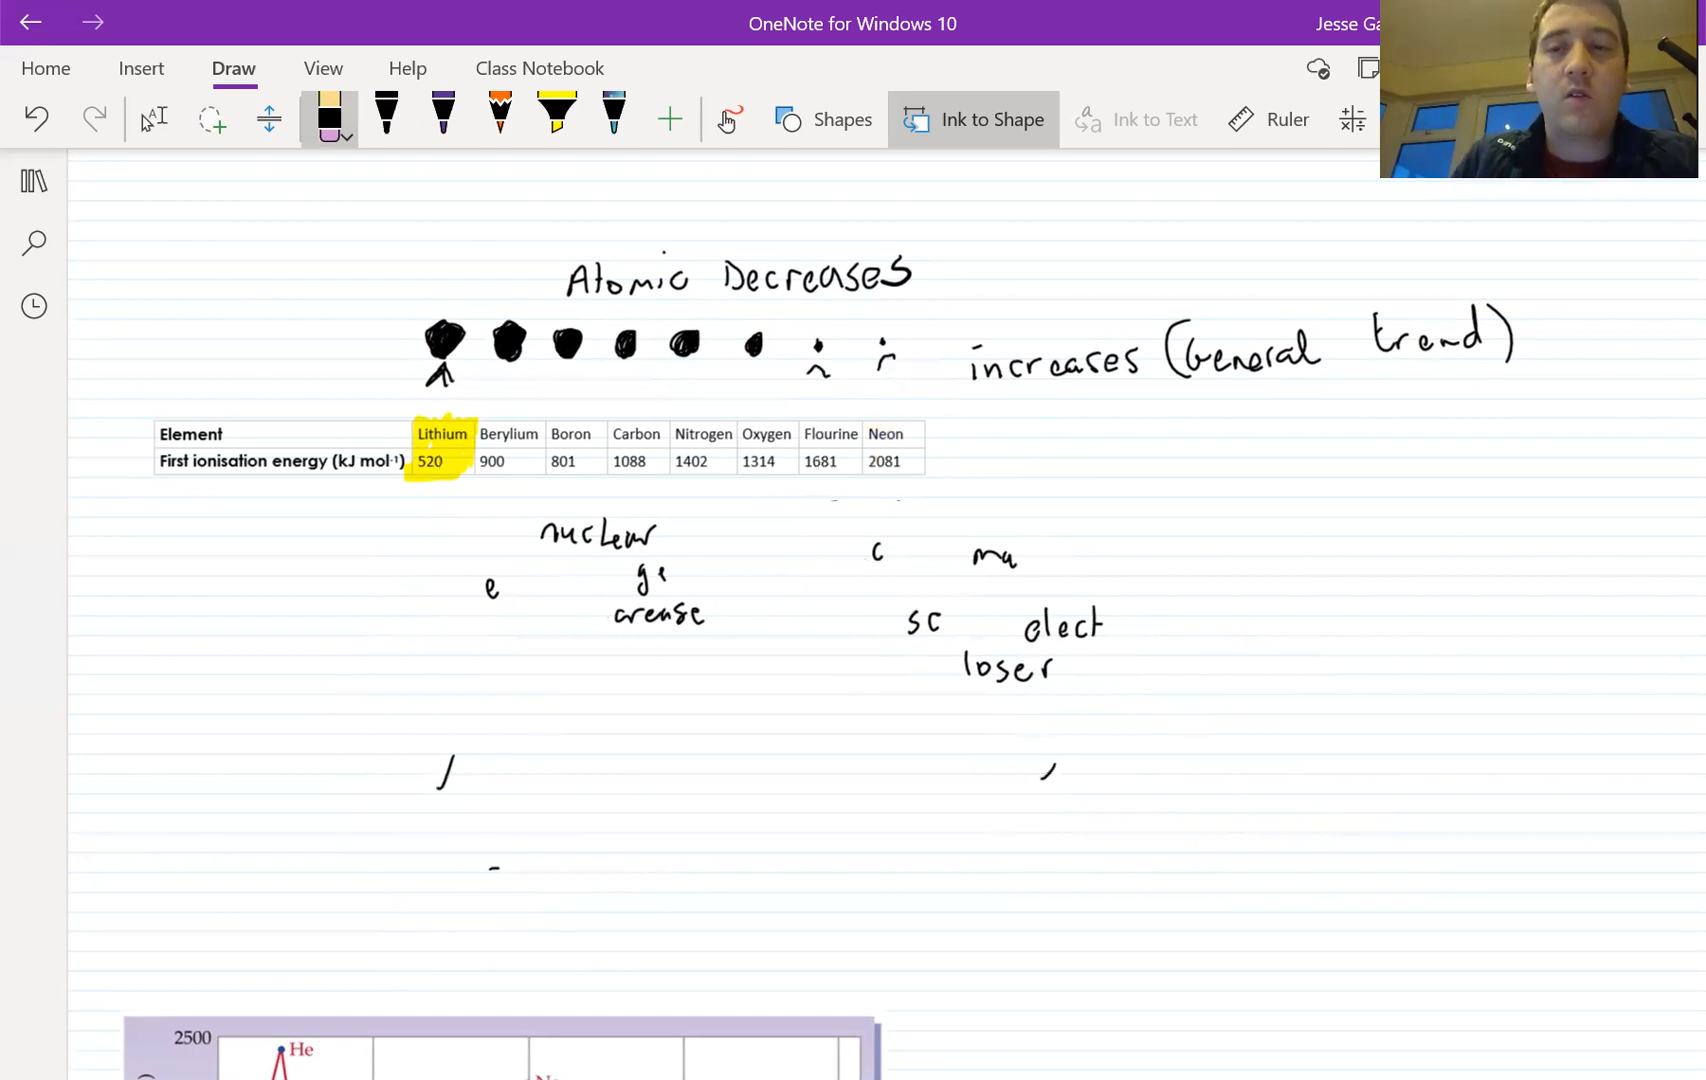 OneNote for Windows 10
Jesse Ga
Home Insert Draw View Help Class Notebook
Shapes Ink to Shape Ink to Text Ruler
Atomic Decreases
increases (General trend)
Element Lithium Berylium Boron Carbon Nitrogen Oxygen Flourine Neon
First ionisation energy (kJ mol-1) 520 900 801 1088 1402 1314 1681 2081
nuclear
c ma
e ge
crease
sc elect
loser
2500
He